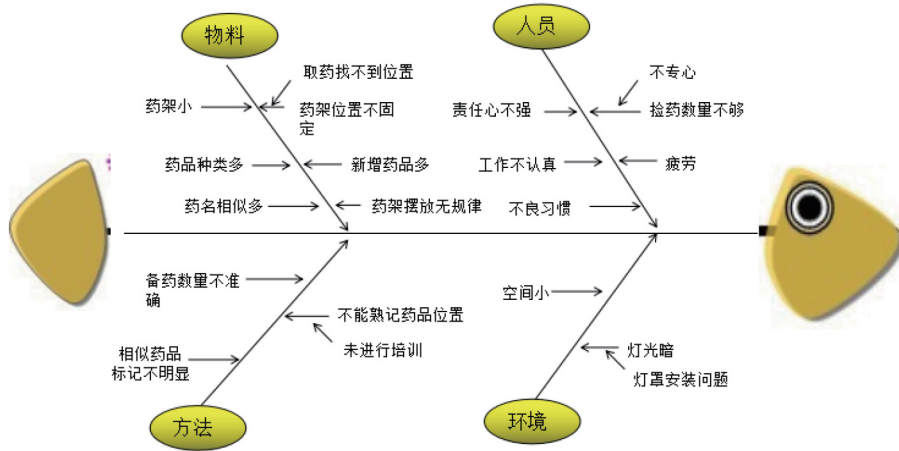 物料
人员
取药找不到位置
不专心
药架小
药架位置不固
定
责任心不强
捡药数量不够
药品种类多
新增药品多
工作不认真
疲劳
药名相似多
药架摆放无规律
不良习惯
备药数量不准
确
空间小
不能熟记药品位置
未进行培训
相似药品
标记不明显
灯光暗
灯罩安装问题
方法
环境